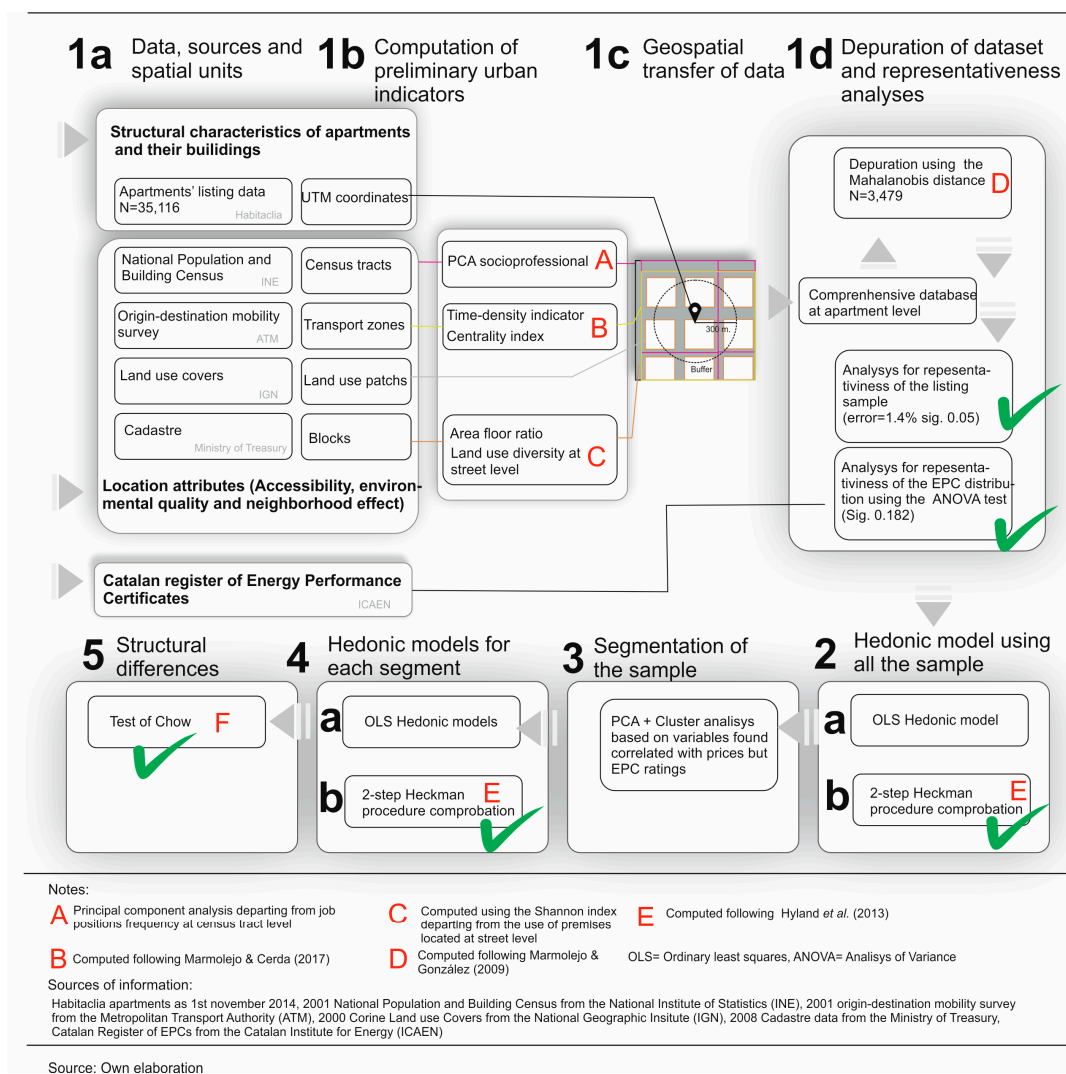 1a Data, sources and
spatial units
1b Computation of
preliminary urban
indicators
1c Geospatial
transfer of data
1d Depuration of dataset
and representativeness
analyses
Structural characteristics of apartments
and their builidings
Apartments' listing data
N=35,116
Habitaclia
UTM coordinates
National Population and
Building Census
INE
Census tracts
Origin-destination mobility
survey
ATM
Transport zones
Land use covers
IGN
Land use patchs
Cadastre
Ministry of Treasury
Blocks
Location attributes (Accessibility, environ-
mental quality and neighborhood effect)
Catalan register of Energy Performance
Certificates
ICAEN
PCA socioprofessional A
Time-density indicator
Centrality index
B
Area floor ratio
Land use diversity at
street level
C
300 m.
Buffer
Depuration using the
Mahalanobis distance
N=3,479
D
Comprenhensive database
at apartment level
Analysys for repesenta-
tiviness of the listing
sample
(error=1.4% sig. 0.05)
Analysys for representa-
tiviness of the EPC distribu-
tion using the ANOVA test
(Sig. 0.182)
5 Structural
differences
Test of Chow F
4 Hedonic models for
each segment
a OLS Hedonic models
b 2-step Heckman
procedure comprobation
E
3 Segmentation of
the sample
PCA + Cluster analisys
based on variables found
correlated with prices but
EPC ratings
2 Hedonic model using
all the sample
a OLS Hedonic model
b 2-step Heckman
procedure comprobation
E
Notes:
A Principal component analysis departing from job
positions frequency at census tract level
B Computed following Marmolejo & Cerda (2017)
C Computed using the Shannon index
departing from the use of premises
located at street level
D Computed following Marmolejo &
González (2009)
E Computed following Hyland et al. (2013)
OLS= Ordinary least squares, ANOVA= Analisys of Variance
Sources of information:
Habitaclia apartments as 1st november 2014, 2001 National Population and Building Census from the National Institute of Statistics (INE), 2001 origin-destination mobility survey
from the Metropolitan Transport Authority (ATM), 2000 Corine Land use Covers from the National Geographic Insitute (IGN), 2008 Cadastre data from the Ministry of Treasury,
Catalan Register of EPCs from the Catalan Institute for Energy (ICAEN)
Source: Own elaboration